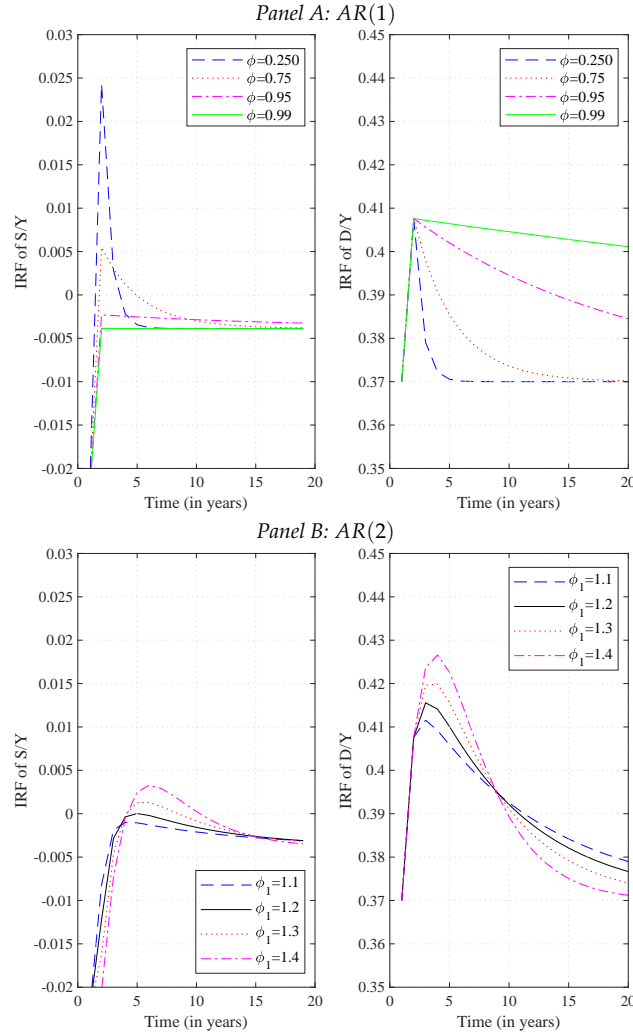 Panel A: AR(1)
0.03
0.025
0.02
0.015
0.01
0.005
0
-0.005
-0.01
-0.015
-0.02
IRF of S/Y
0
5
10
15
20
Time (in years)
ϕ=0.250
ϕ=0.75
ϕ=0.95
ϕ=0.99
0.45
0.44
0.43
0.42
0.41
0.4
0.39
0.38
0.37
0.36
0.35
IRF of D/Y
0
5
10
15
20
Time (in years)
ϕ=0.250
ϕ=0.75
ϕ=0.95
ϕ=0.99
Panel B: AR(2)
0.03
0.025
0.02
0.015
0.01
0.005
0
-0.005
-0.01
-0.015
-0.02
IRF of S/Y
0
5
10
15
20
Time (in years)
ϕ₁=1.1
ϕ₁=1.2
ϕ₁=1.3
ϕ₁=1.4
0.45
0.44
0.43
0.42
0.41
0.4
0.39
0.38
0.37
0.36
0.35
IRF of D/Y
0
5
10
15
20
Time (in years)
ϕ₁=1.1
ϕ₁=1.2
ϕ₁=1.3
ϕ₁=1.4